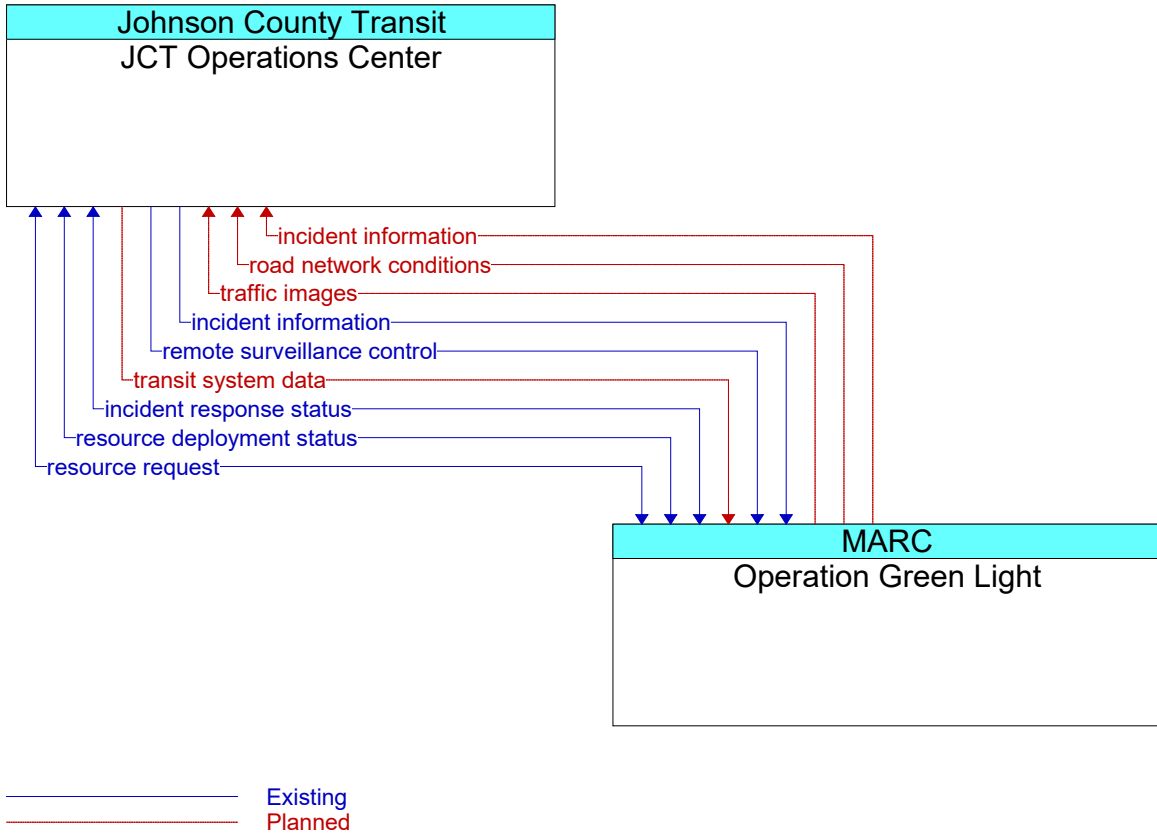 Johnson County Transit
JCT Operations Center
incident information
road network conditions
traffic images
incident information
remote surveillance control
transit system data
incident response status
resource deployment status
resource request
MARC
Operation Green Light
Existing
Planned